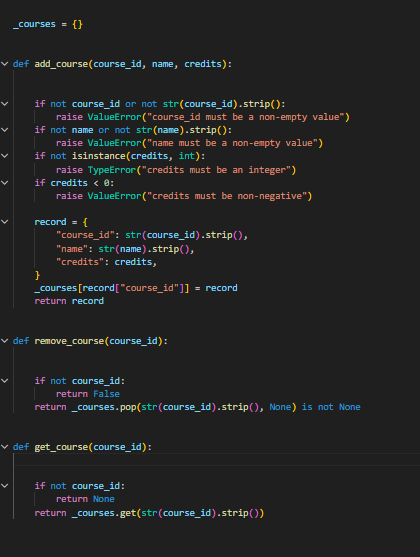 _courses = {}
def add_course(course_id, name, credits):
    if not course_id or not str(course_id).strip():
        raise ValueError("course_id must be a non-empty value")
    if not name or not str(name).strip():
        raise ValueError("name must be a non-empty value")
    if not isinstance(credits, int):
        raise TypeError("credits must be an integer")
    if credits < 0:
        raise ValueError("credits must be non-negative")
    record = {
        "course_id": str(course_id).strip(),
        "name": str(name).strip(),
        "credits": credits,
    }
    _courses[record["course_id"]] = record
    return record
def remove_course(course_id):
    if not course_id:
        return False
    return _courses.pop(str(course_id).strip(), None) is not None
def get_course(course_id):
    if not course_id:
        return None
    return _courses.get(str(course_id).strip())